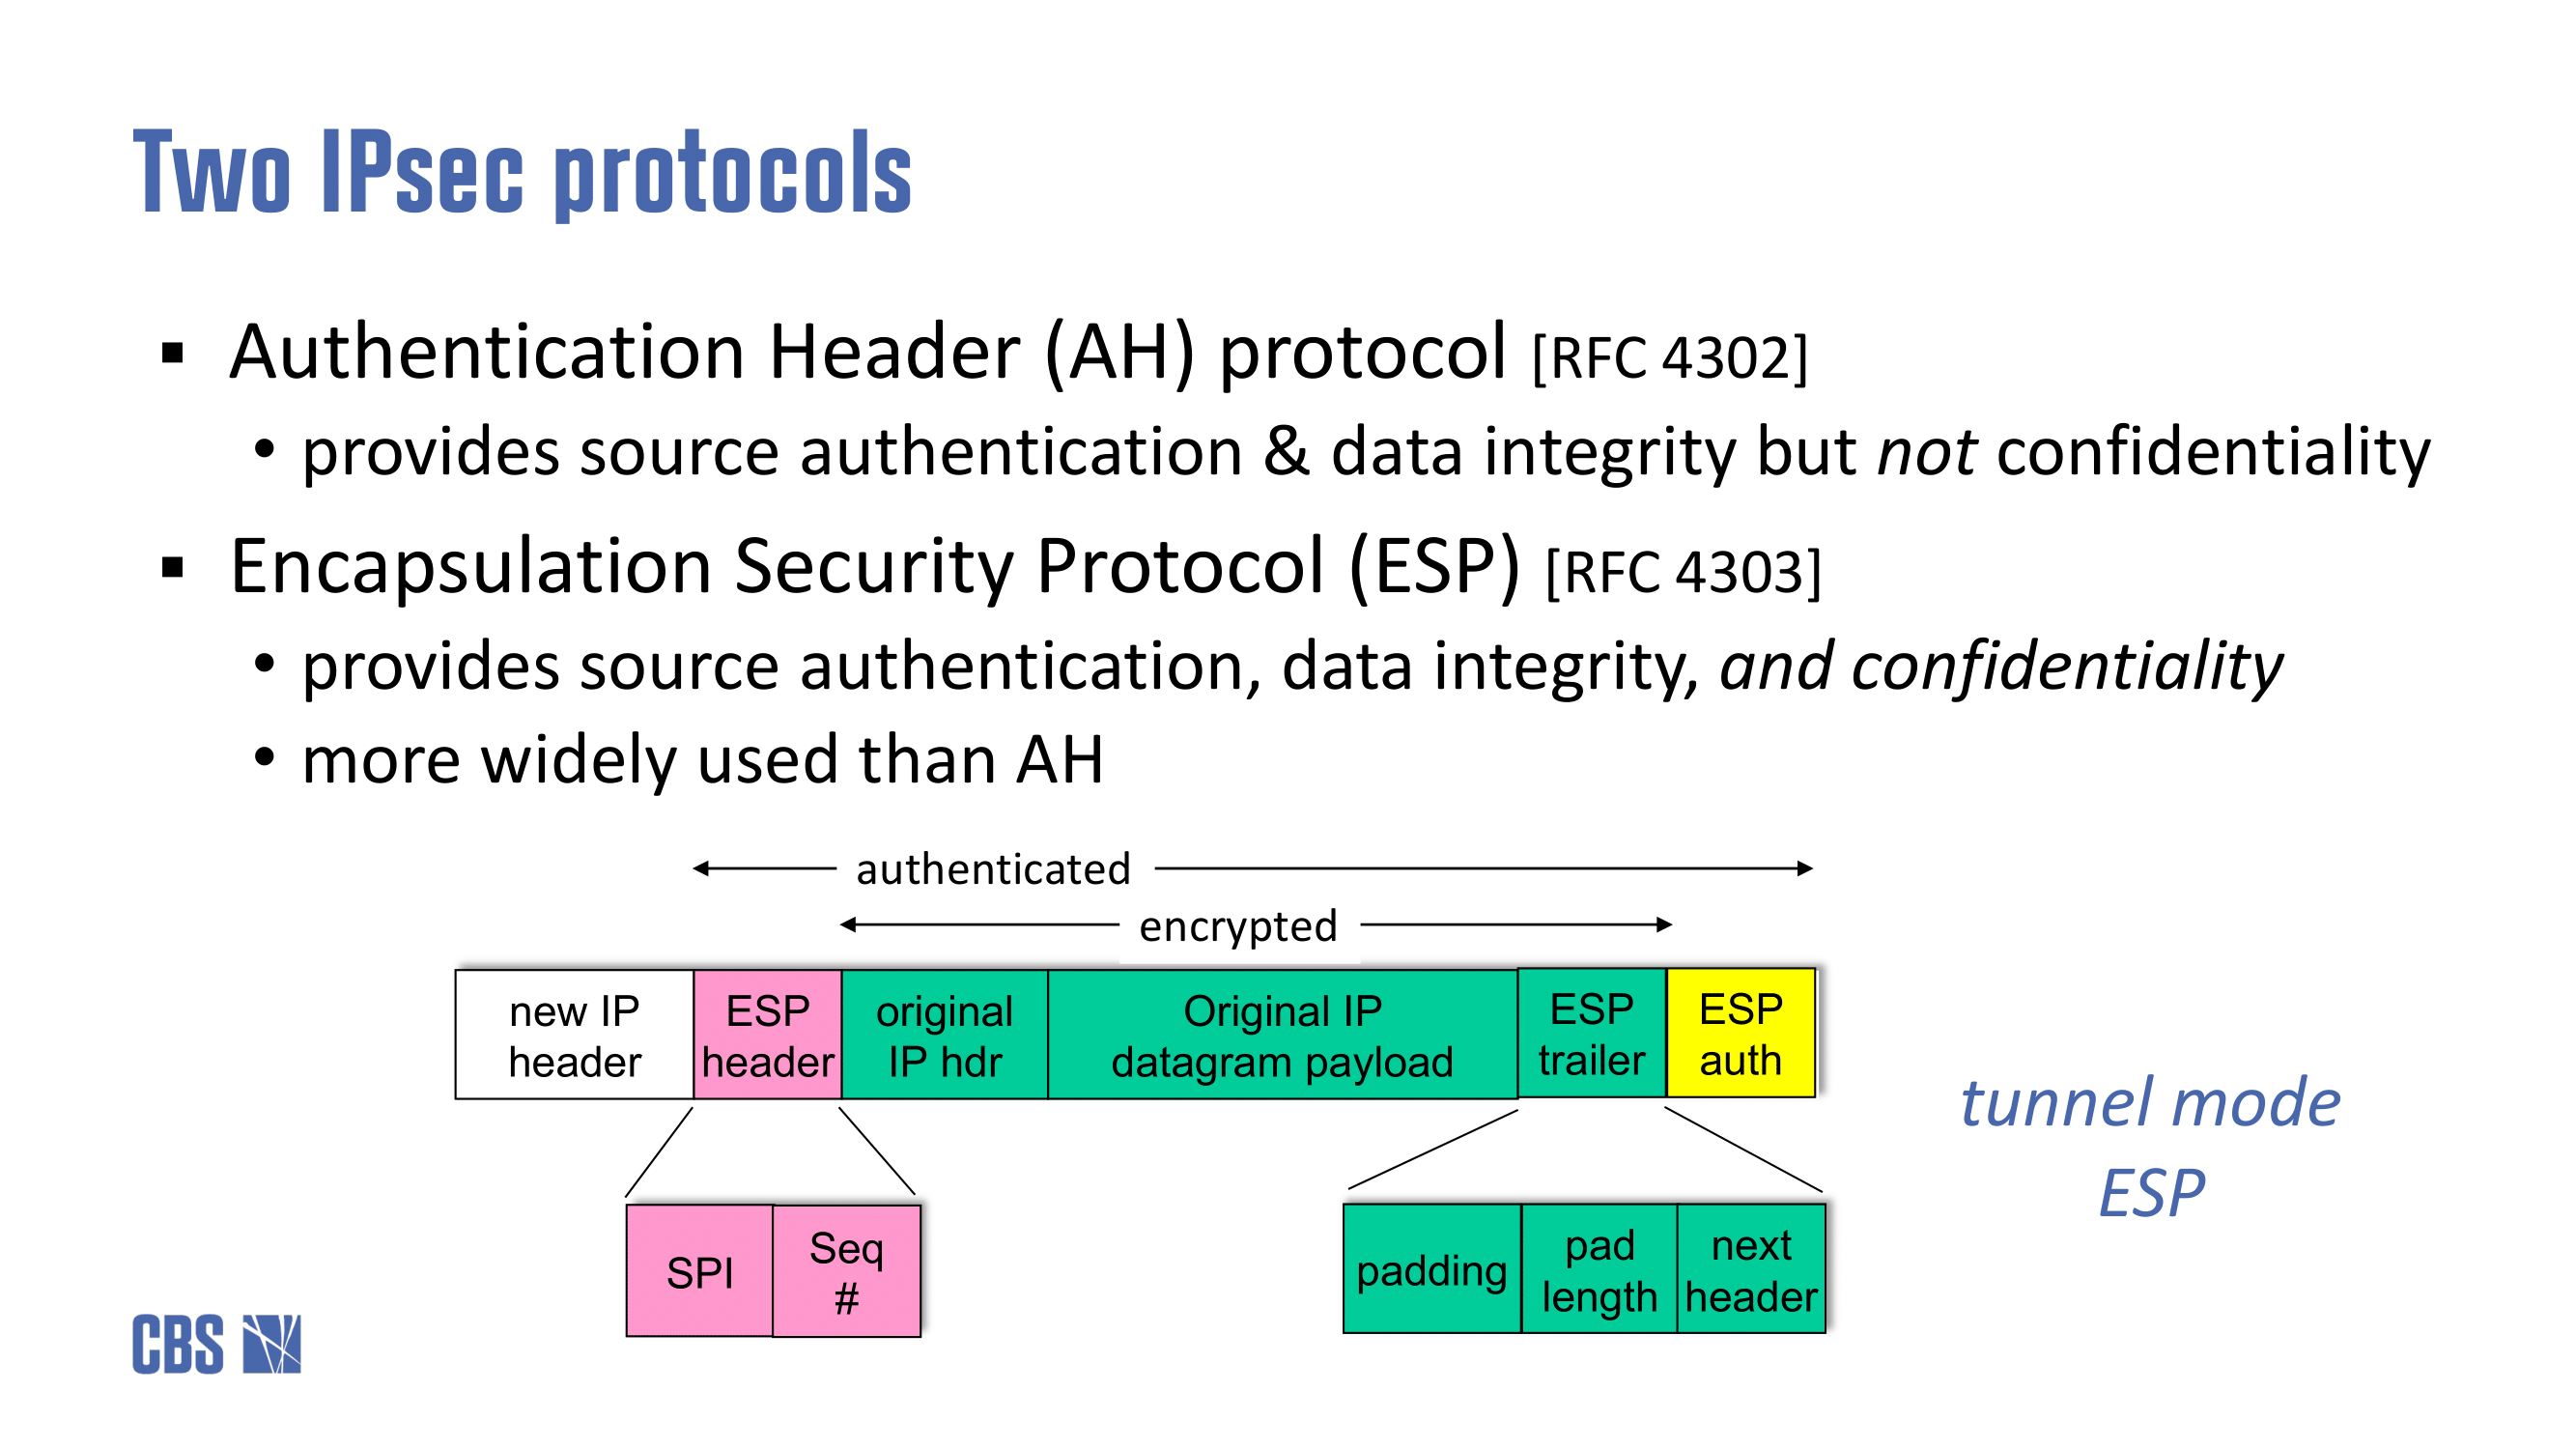 Two IPsec protocols
▪ Authentication Header (AH) protocol [RFC 4302]
• provides source authentication & data integrity but not confidentiality
▪ Encapsulation Security Protocol (ESP) [RFC 4303]
• provides source authentication, data integrity, and confidentiality
• more widely used than AH
authenticated
encrypted
new IP
header
ESP
header
original
IP hdr
Original IP
datagram payload
ESP
trailer
ESP
auth
tunnel mode
ESP
SPI
Seq
#
padding
pad
length
next
header
CBS